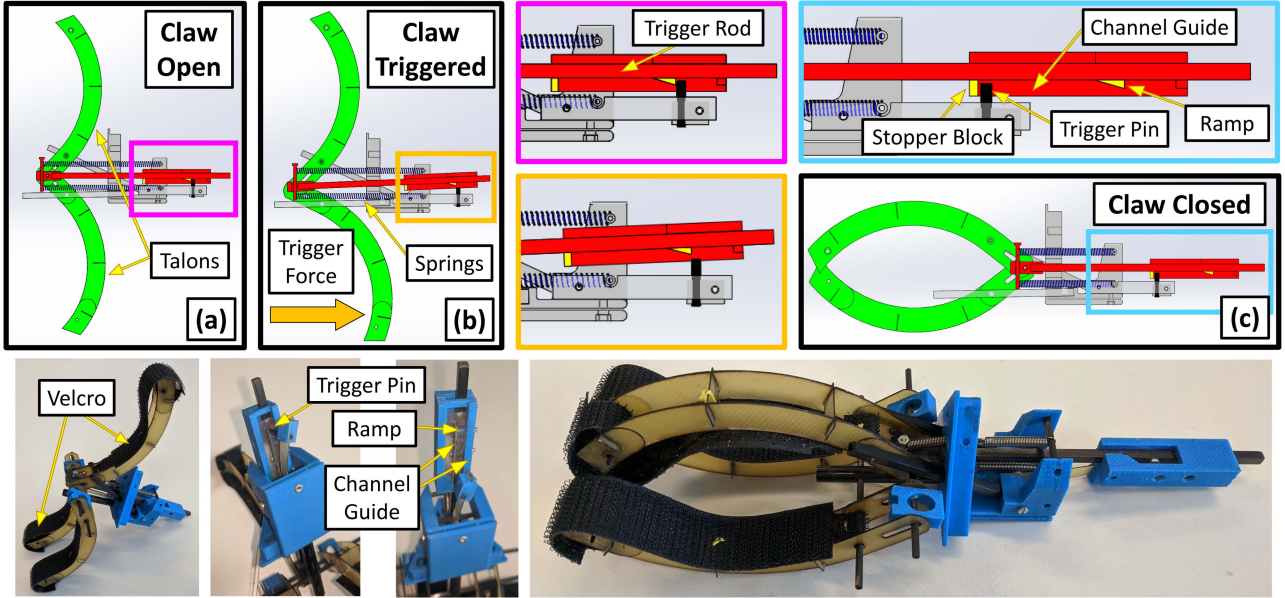 Claw
Open
Talons
(a)
Claw
Triggered
Trigger
Force
Springs
(b)
Trigger Rod
Channel Guide
Stopper Block
Trigger Pin
Ramp
Claw Closed
(c)
Velcro
Trigger Pin
Ramp
Channel
Guide